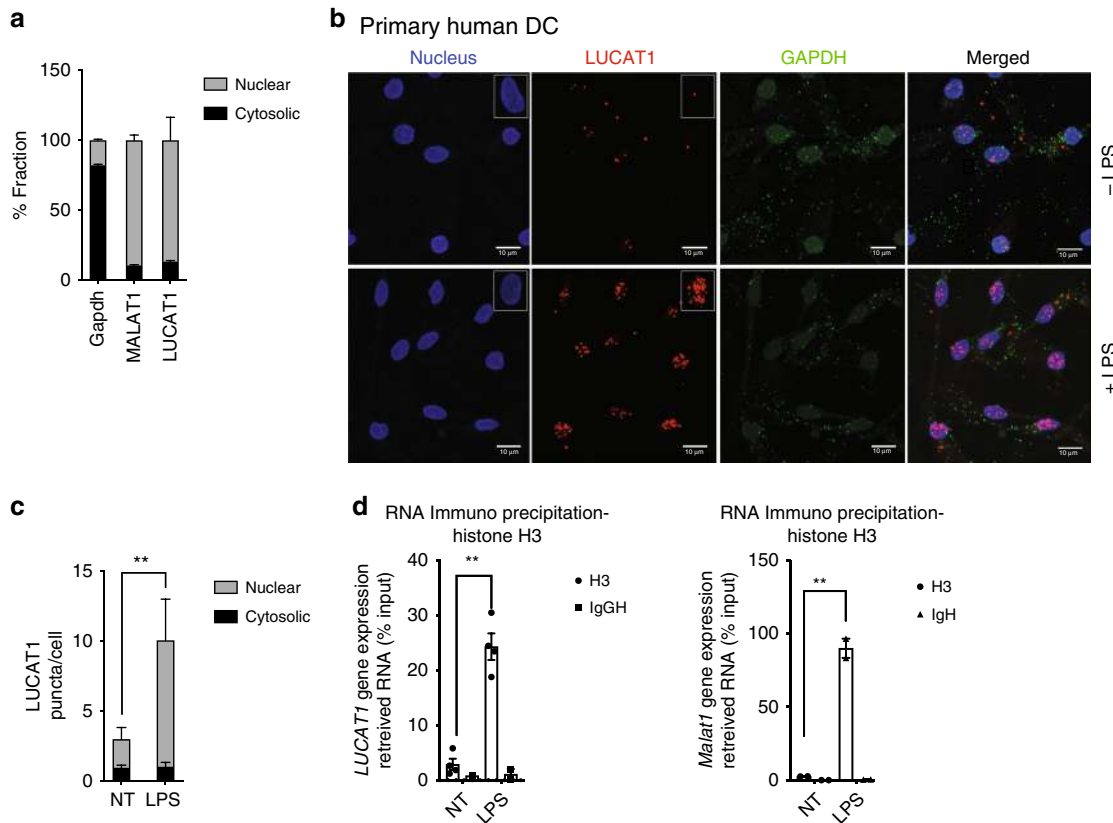 a
150
100
50
0
% Fraction
Nuclear
Cytosolic
Gapdh
MALAT1
LUCAT1
b
Primary human DC
Nucleus
LUCAT1
GAPDH
Merged
10 µm
10 µm
10 µm
10 µm
– LPS
10 µm
10 µm
10 µm
10 µm
+ LPS
c
15
10
5
0
LUCAT1
puncta/cell
**
Nuclear
Cytosolic
NT
LPS
d
RNA Immuno precipitation-
histone H3
40
30
20
10
0
LUCAT1 gene expression
retreived RNA (% input)
**
H3
IgGH
NT
LPS
RNA Immuno precipitation-
histone H3
150
100
50
0
Malat1 gene expression
retreived RNA (% input)
**
H3
IgH
NT
LPS